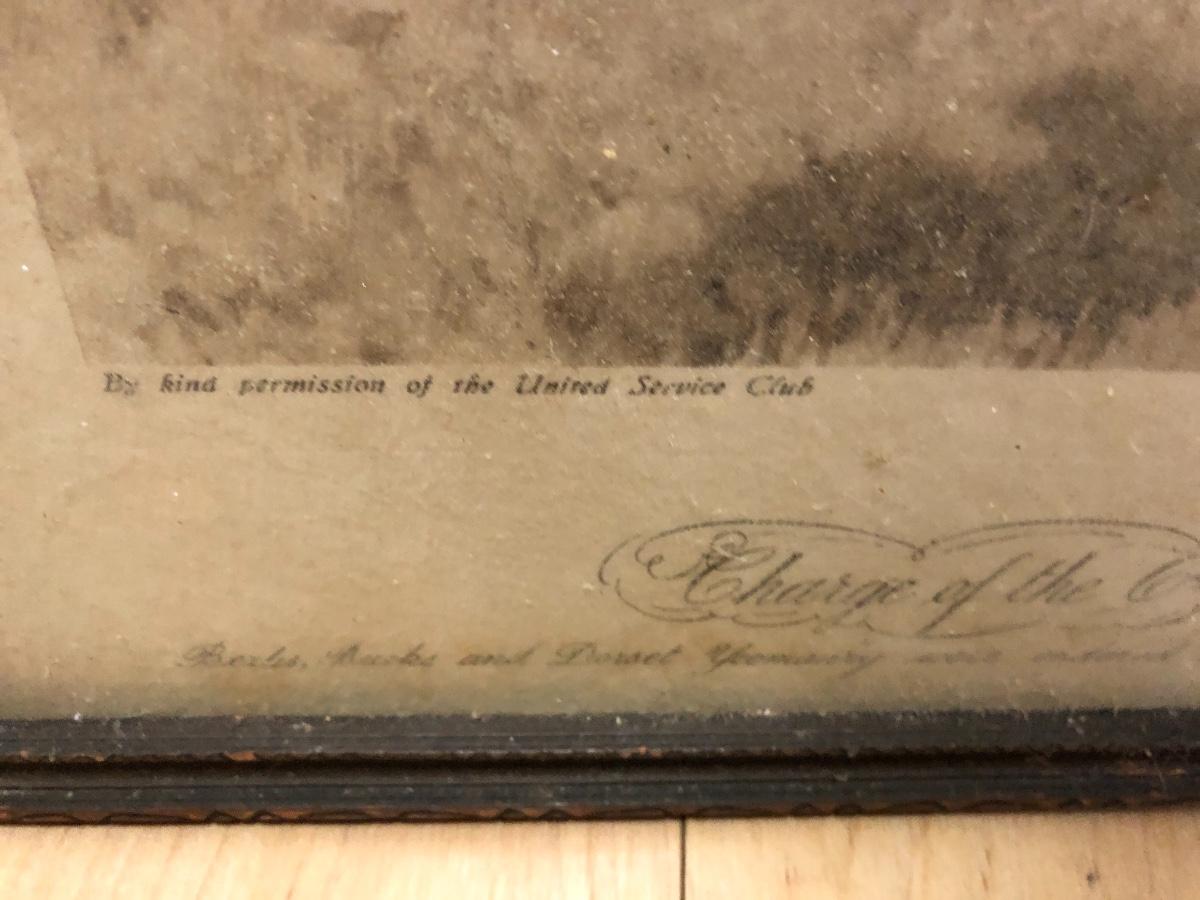 By kind permission of the United Service Club
Charge of the
Berks, Bucks and Dorset Yeomanry